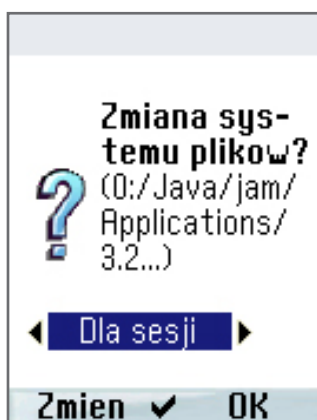 Zmiana sys-
temu plikow?
(0:/Java/jam/
Applications/
3.2...)
Dla sesji
Zmien OK